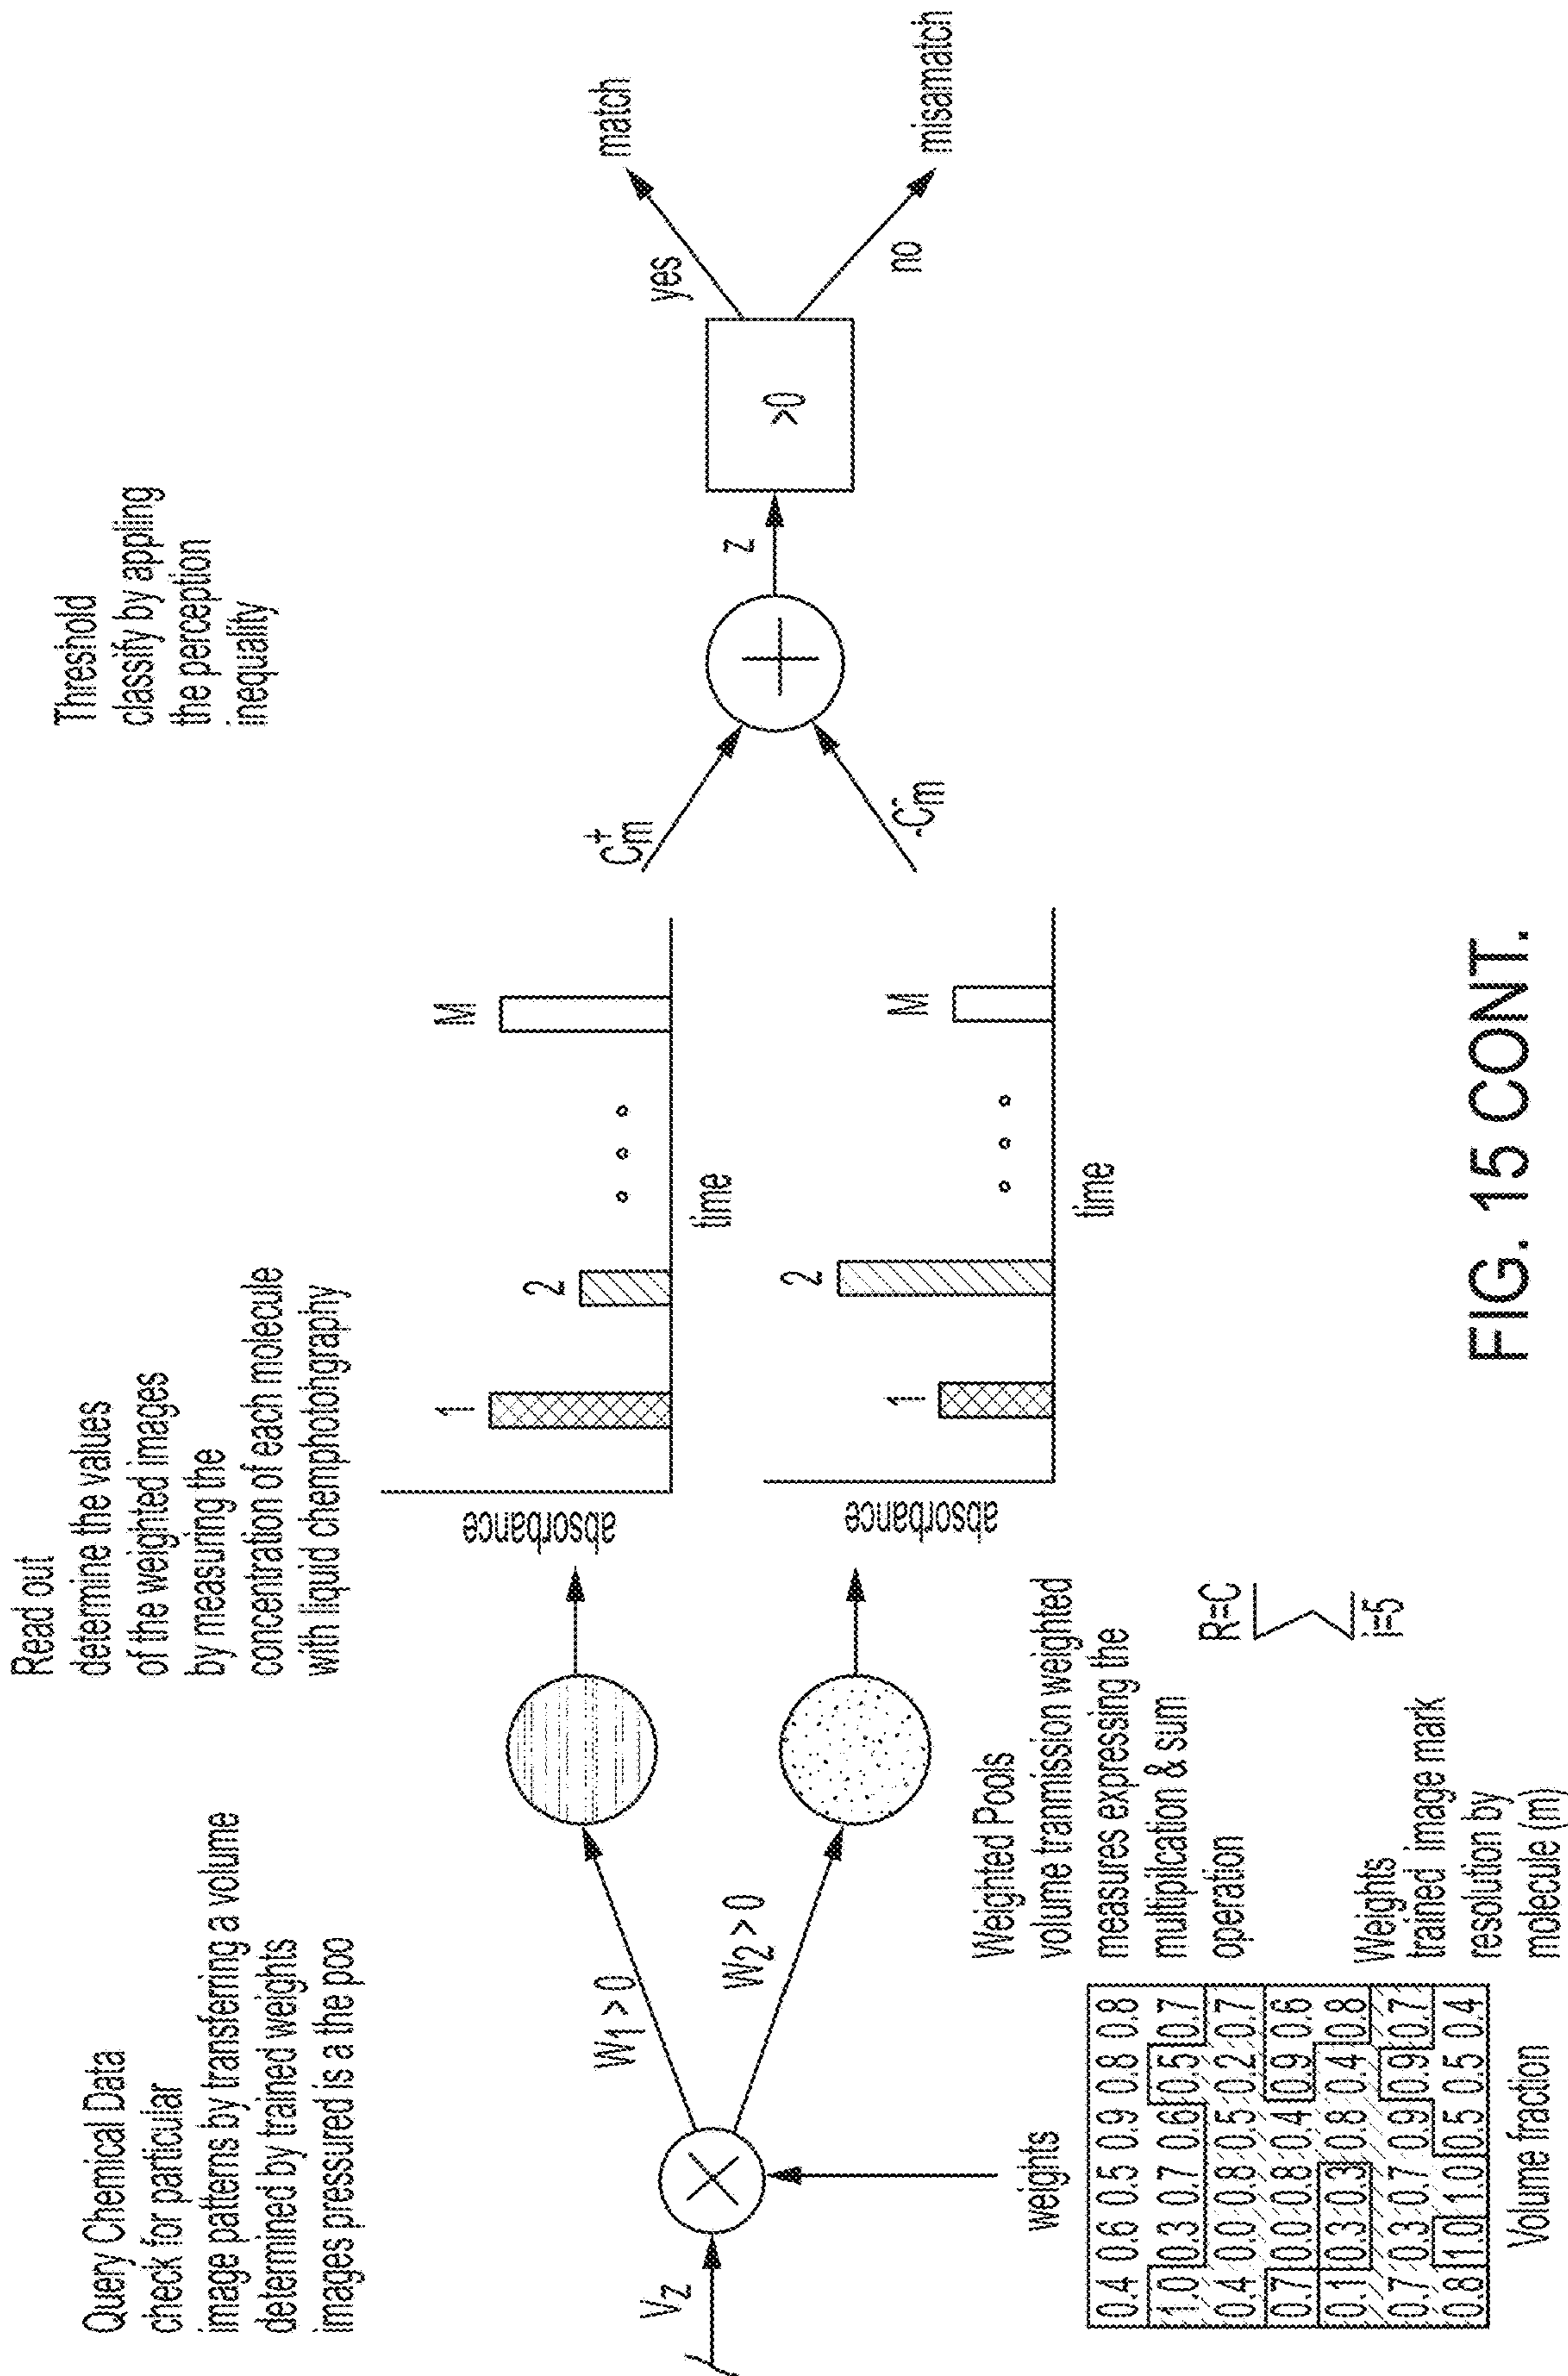 Query Chemical Data
check for particular
image patterns by transferring a volume
determined by trained weights
images pressured is a the poo
Read out
determine the values
of the weighted images
by measuring the
concentration of each molecule
with liquid chemphotohgraphy
Threshold
classify by appling
the perception
inequality
Vz
W1 > 0
W2 > 0
weights
absorbance
1
2
M
time
absorbance
1
2
M
time
C+m
-C-m
z
>0
yes
match
no
misamatch
0.4 0.6 0.5 0.9 0.8 0.8
1.0 0.3 0.7 0.6 0.5 0.7
0.4 0.0 0.8 0.5 0.2 0.7
0.7 0.0 0.8 0.4 0.9 0.6
0.1 0.3 0.3 0.8 0.4 0.8
0.7 0.3 0.7 0.9 0.9 0.7
0.8 1.0 1.0 0.5 0.5 0.4
Volume fraction
Weighted Pools
volume tranmission weighted
measures expressing the
multipilcation & sum
operation
R=C
∑
i=5
Weights
trained image mark
resolution by
molecule (m)
FIG. 15 CONT.